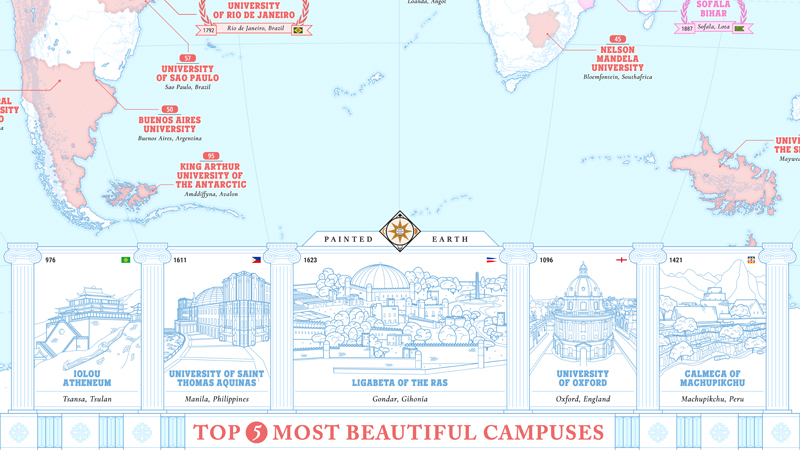 UNIVERSITY
OF RIO DE JANEIRO
1792 Rio de Janeiro, Brazil
57
UNIVERSITY
OF SAO PAULO
Sao Paulo, Brazil
50
BUENOS AIRES
UNIVERSITY
Buenos Aires, Argentina
95
KING ARTHUR
UNIVERSITY OF
THE ANTARCTIC
Amddiffyna, Avalon
Loanda, Angol
45
NELSON
MANDELA
UNIVERSITY
Bloemfontein, Southafrica
SOFALA
BIHAR
1887 Sofala, Losa
UNIV
THE S
Maywe
PAINTED EARTH
976
IOLOU
ATHENEUM
Tsansa, Tsulan
1611
UNIVERSITY OF SAINT
THOMAS AQUINAS
Manila, Philippines
1623
LIGABETA OF THE RAS
Gondar, Gihonia
1096
UNIVERSITY
OF OXFORD
Oxford, England
1421
CALMECA OF
MACHUPIKCHU
Machupikchu, Peru
TOP 5 MOST BEAUTIFUL CAMPUSES